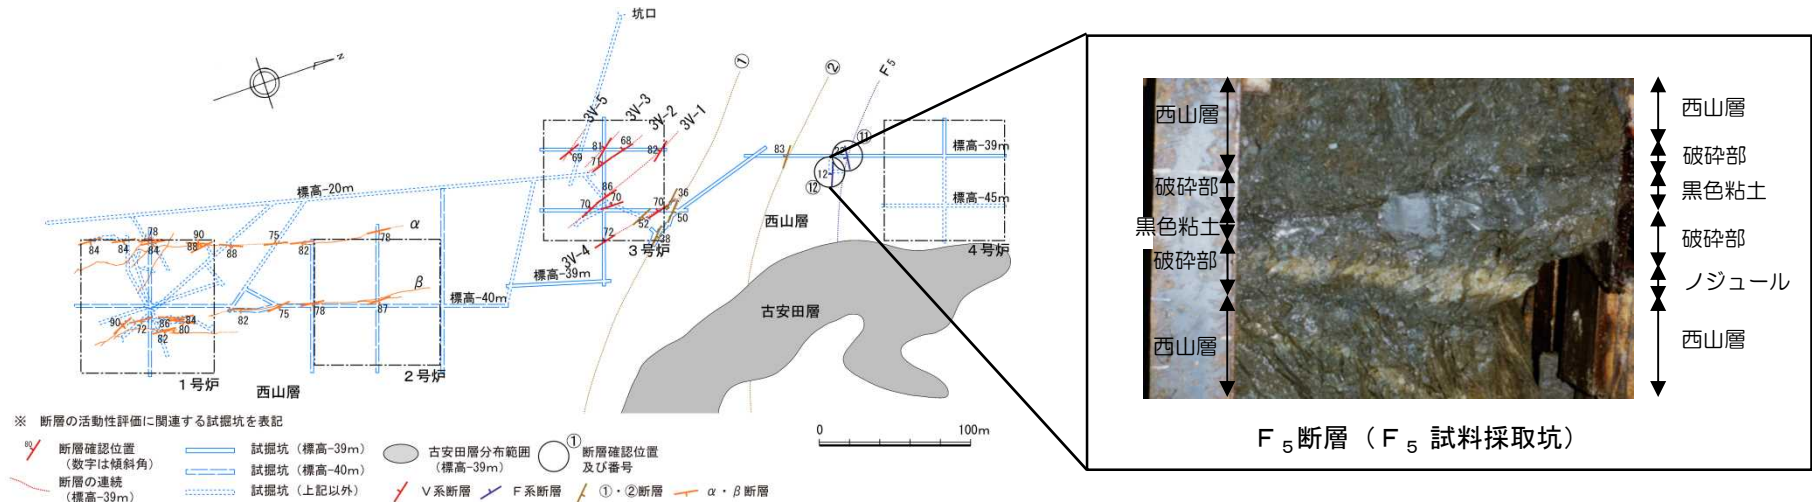 坑口
N
①
②
F5
3V-5
3V-3
3V-2
3V-1
69
81
71
68
82
83
⑪
標高-39m
22
12
⑫
標高-20m
86
70
70
70
36
50
52
38
72
3V-4
3号炉
標高-39m
西山層
標高-45m
4号炉
古安田層
84
84
78
84
90
88
88
75
82
78
α
β
標高-40m
90
72
86
84
82
80
82
75
78
87
1号炉
2号炉
西山層
※ 断層の活動性評価に関連する試掘坑を表記
80
断層確認位置
(数字は傾斜角)
断層の連続
(標高-39m)
試掘坑(標高-39m)
試掘坑(標高-40m)
試掘坑(上記以外)
古安田層分布範囲
(標高-39m)
①
断層確認位置
及び番号
V系断層
F系断層
①・②断層
α・β断層
0
100m
西山層
破砕部
黒色粘土
破砕部
西山層
西山層
破砕部
黒色粘土
破砕部
ノジュール
西山層
F5断層(F5 試料採取坑)